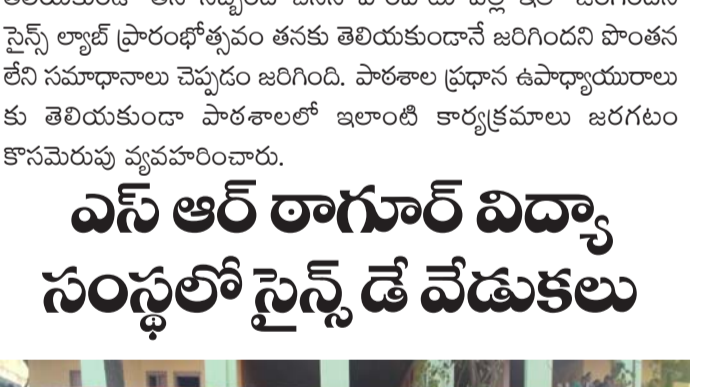 సైన్స్ ల్యాబ్ ప్రారంభోత్సవం తనకు తెలియకుండానే జరిగిందని పొంతన
లేని సమాధానాలు చెప్పడం జరిగింది. పాఠశాల ప్రధాన ఉపాధ్యాయురాలు
కు తెలియకుండా పాఠశాలలో ఇలాంటి కార్యక్రమాలు జరగటం
కొసమెరుపు వ్యవహరించారు.
ఎస్ ఆర్ ఠాగూర్ విద్యా
సంస్థలో సైన్స్ డే వేడుకలు